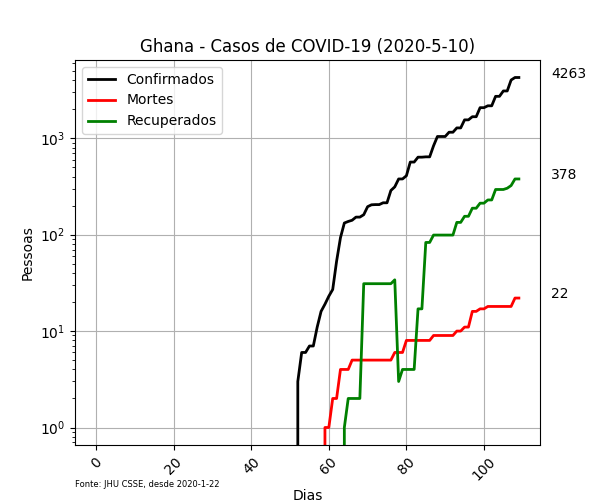 Ghana - Casos de COVID-19 (2020-5-10)
Confirmados
Mortes
Recuperados
4263
378
22
Pessoas
10³
10²
10¹
10⁰
0
20
40
60
80
100
Fonte: JHU CSSE, desde 2020-1-22
Dias